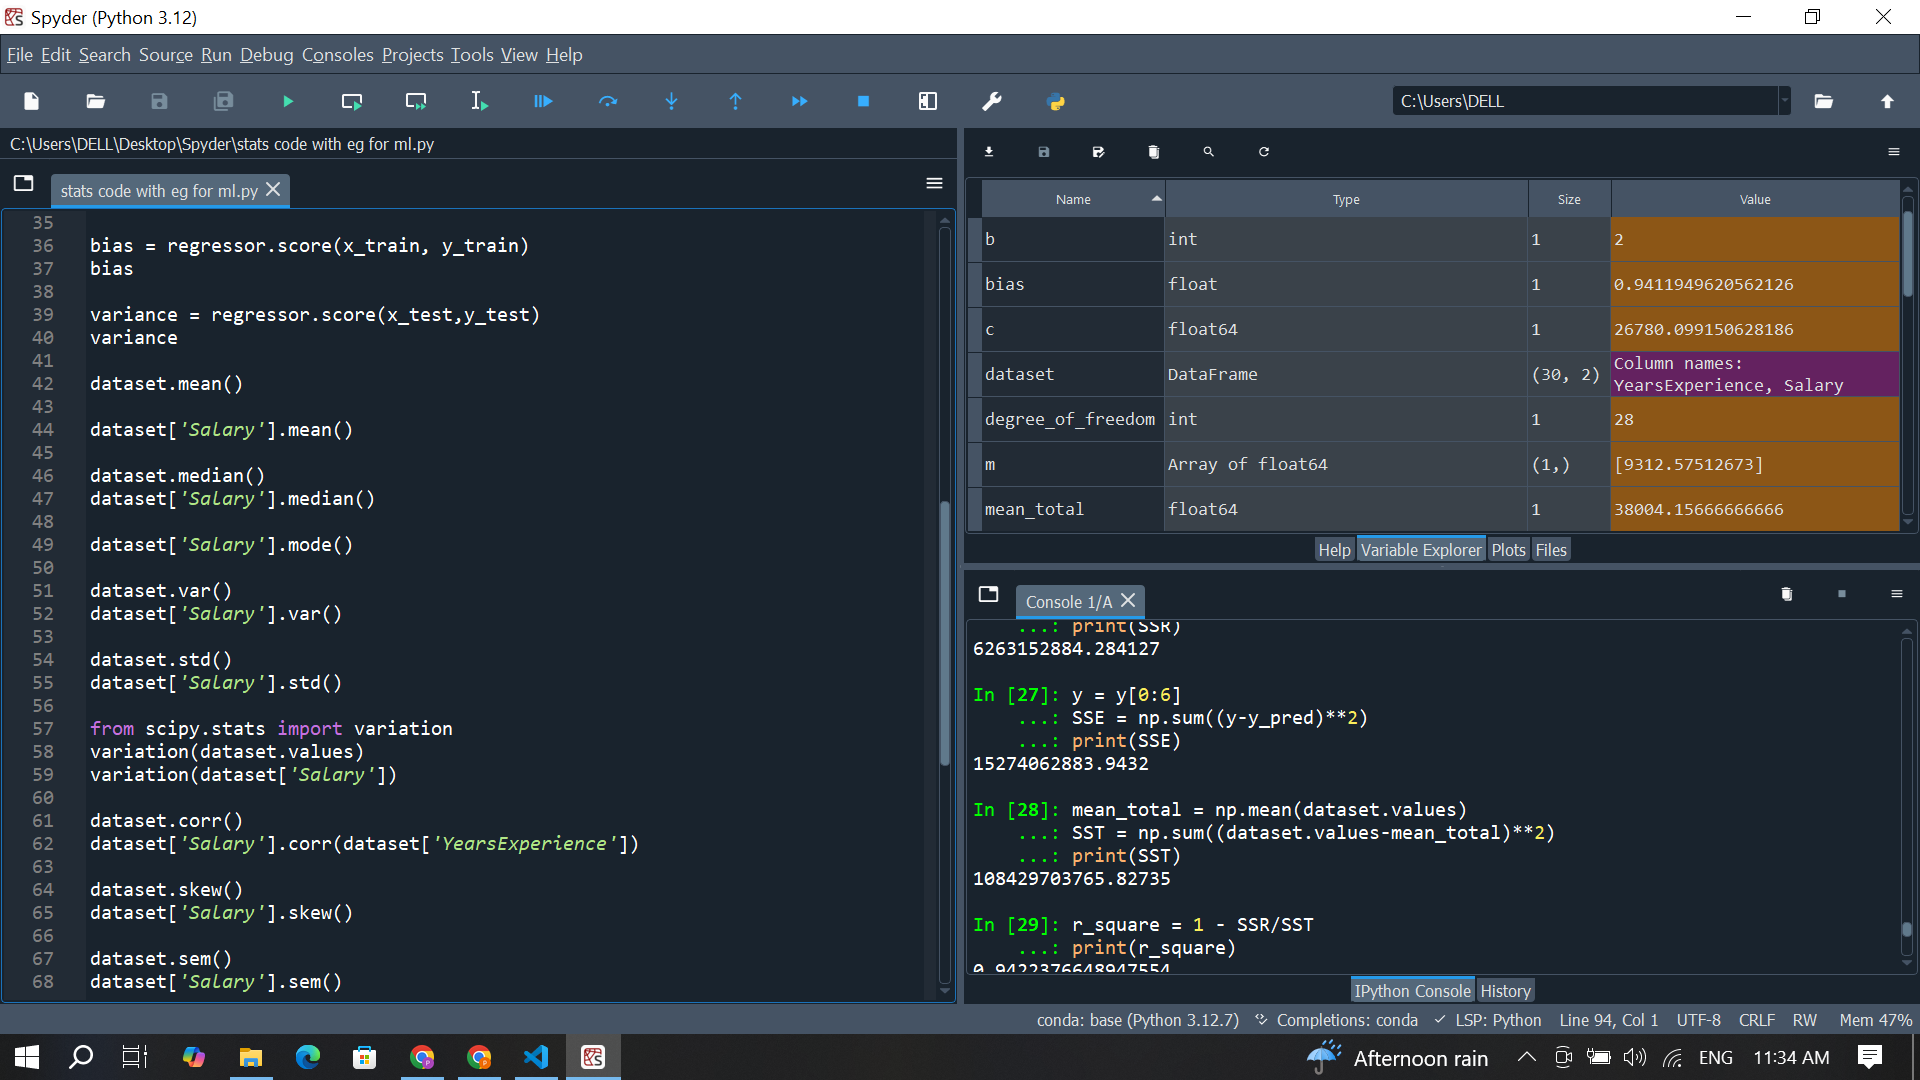 Spyder (Python 3.12)
File Edit Search Source Run Debug Consoles Projects Tools View Help
C:\Users\DELL
C:\Users\DELL\Desktop\Spyder\stats code with eg for ml.py
stats code with eg for ml.py
35
36 bias = regressor.score(x_train, y_train)
37 bias
38
39 variance = regressor.score(x_test,y_test)
40 variance
41
42 dataset.mean()
43
44 dataset['Salary'].mean()
45
46 dataset.median()
47 dataset['Salary'].median()
48
49 dataset['Salary'].mode()
50
51 dataset.var()
52 dataset['Salary'].var()
53
54 dataset.std()
55 dataset['Salary'].std()
56
57 from scipy.stats import variation
58 variation(dataset.values)
59 variation(dataset['Salary'])
60
61 dataset.corr()
62 dataset['Salary'].corr(dataset['YearsExperience'])
63
64 dataset.skew()
65 dataset['Salary'].skew()
66
67 dataset.sem()
68 dataset['Salary'].sem()
Name Type Size Value
b int 1 2
bias float 1 0.9411949620562126
c float64 1 26780.099150628186
dataset DataFrame (30, 2) Column names:
YearsExperience, Salary
degree_of_freedom int 1 28
m Array of float64 (1,) [9312.57512673]
mean_total float64 1 38004.15666666666
Help Variable Explorer Plots Files
Console 1/A
...: print(SSR)
6263152884.284127
In [27]: y = y[0:6]
...: SSE = np.sum((y-y_pred)**2)
...: print(SSE)
15274062883.9432
In [28]: mean_total = np.mean(dataset.values)
...: SST = np.sum((dataset.values-mean_total)**2)
...: print(SST)
108429703765.82735
In [29]: r_square = 1 - SSR/SST
...: print(r_square)
0.9422376648947554
IPython Console History
conda: base (Python 3.12.7) Completions: conda LSP: Python Line 94, Col 1 UTF-8 CRLF RW Mem 47%
Afternoon rain ENG 11:34 AM